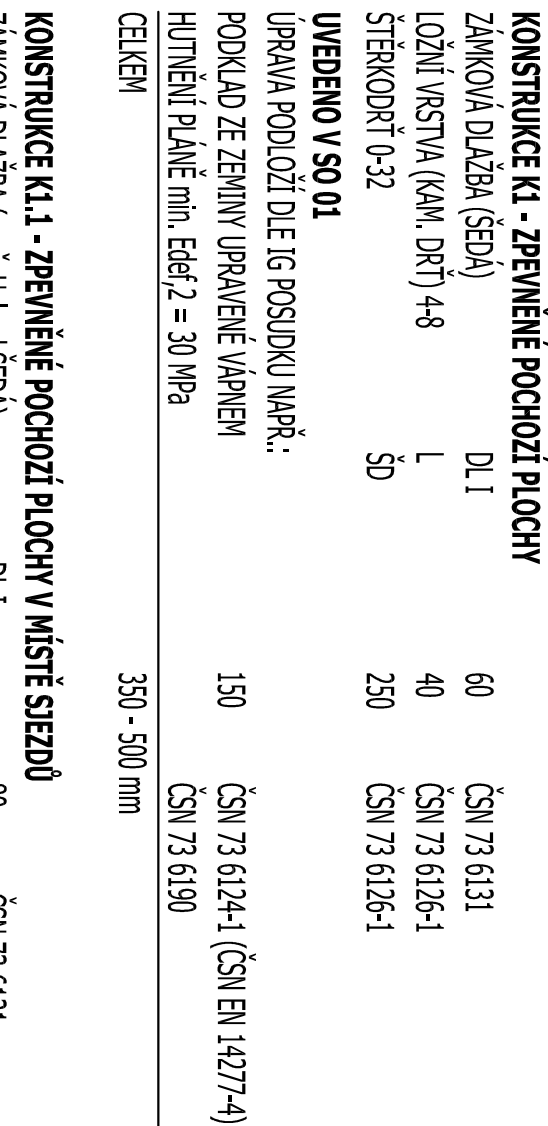 KONSTRUKCE K1 - ZPEVNĚNÉ POCHOZÍ PLOCHY
ZÁMKOVÁ DLAŽBA (ŠEDÁ) DL I 60 ČSN 73 6131
LOŽNÍ VRSTVA (KAM. DRŤ) 4-8 L 40 ČSN 73 6126-1
ŠTĚRKODRŤ 0-32 ŠD 250 ČSN 73 6126-1
UVEDENO V SO 01
ÚPRAVA PODLOŽÍ DLE IG POSUDKU NAPŘ.:
PODKLAD ZE ZEMINY UPRAVENÉ VÁPNEM 150 ČSN 73 6124-1 (ČSN EN 14277-4)
HUTNĚNÍ PLÁNĚ min. Edef,2 = 30 MPa ČSN 73 6190
CELKEM 350 - 500 mm
KONSTRUKCE K1.1 - ZPEVNĚNÉ POCHOZÍ PLOCHY V MÍSTĚ SJEZDŮ